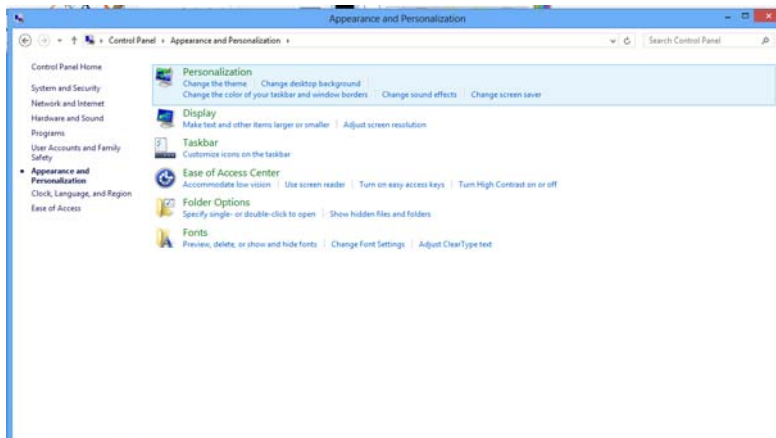 Appearance and Personalization
Control Panel Appearance and Personalization
Search Control Panel
Control Panel Home
System and Security
Network and Internet
Hardware and Sound
Programs
User Accounts and Family
Safety
Appearance and
Personalization
Clock, Language, and Region
Ease of Access
Personalization
Change the theme Change desktop background
Change the color of your taskbar and window borders Change sound effects Change screen saver
Display
Make text and other items larger or smaller Adjust screen resolution
Taskbar
Customize icons on the taskbar
Ease of Access Center
Accommodate low vision Use screen reader Turn on easy access keys Turn High Contrast on or off
Folder Options
Specify single- or double-click to open Show hidden files and folders
Fonts
Preview, delete, or show and hide fonts Change Font Settings Adjust ClearType text